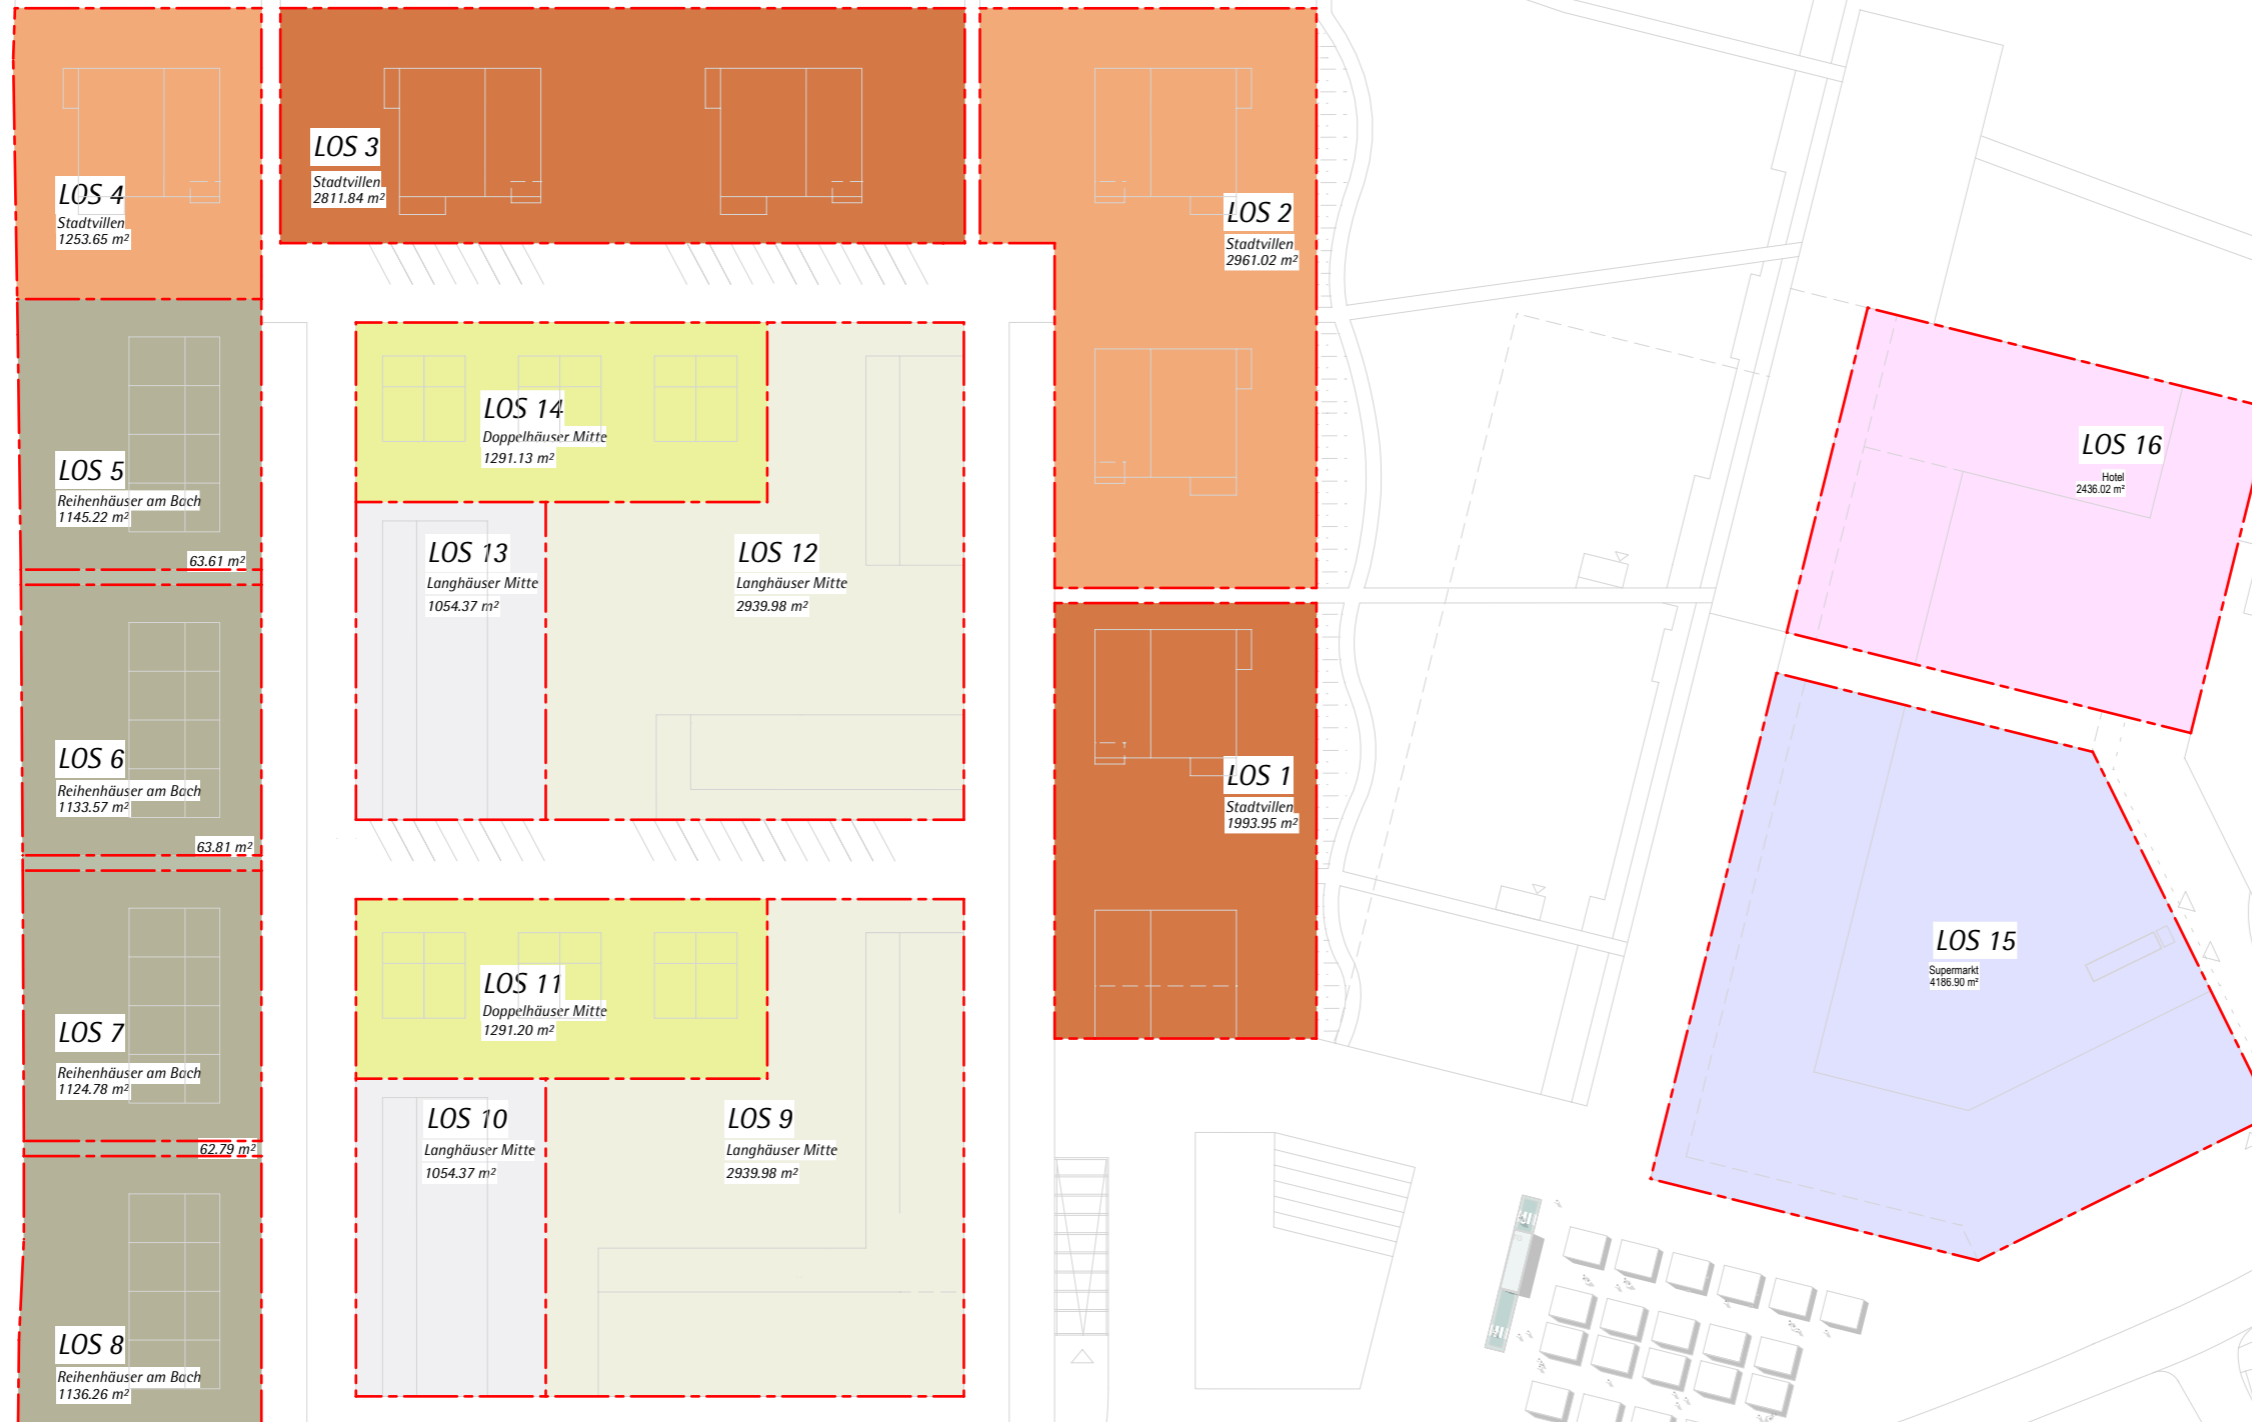 LOS 4
Stadtvillen
1253.65 m²
LOS 3
Stadtvillen
2811.84 m²
LOS 2
Stadtvillen
2961.02 m²
LOS 5
Reihenhäuser am Bach
1145.22 m²
63.61 m²
LOS 14
Doppelhäuser Mitte
1291.13 m²
LOS 13
Langhäuser Mitte
1054.37 m²
LOS 12
Langhäuser Mitte
2939.98 m²
LOS 16
Hotel
2436.02 m²
LOS 6
Reihenhäuser am Bach
1133.57 m²
63.81 m²
LOS 1
Stadtvillen
1993.95 m²
LOS 7
Reihenhäuser am Bach
1124.78 m²
62.79 m²
LOS 11
Doppelhäuser Mitte
1291.20 m²
LOS 15
Supermarkt
4186.90 m²
LOS 10
Langhäuser Mitte
1054.37 m²
LOS 9
Langhäuser Mitte
2939.98 m²
LOS 8
Reihenhäuser am Bach
1136.26 m²